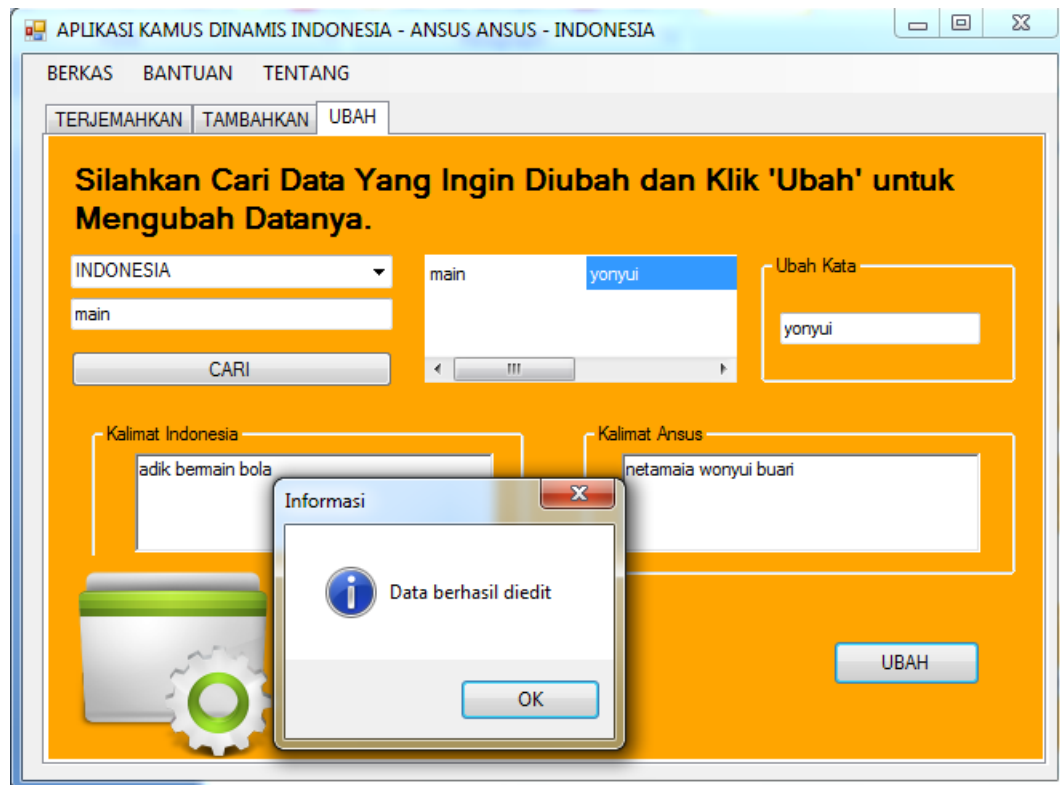 APLIKASI KAMUS DINAMIS INDONESIA - ANSUS ANSUS - INDONESIA
BERKAS BANTUAN TENTANG
TERJEMAHKAN TAMBAHKAN UBAH
Silahkan Cari Data Yang Ingin Diubah dan Klik 'Ubah' untuk
Mengubah Datanya.
INDONESIA
main
CARI
main yonyui
Ubah Kata
yonyui
Kalimat Indonesia
adik bermain bola
Kalimat Ansus
netamaia wonyui buari
Informasi
Data berhasil diedit
OK
UBAH